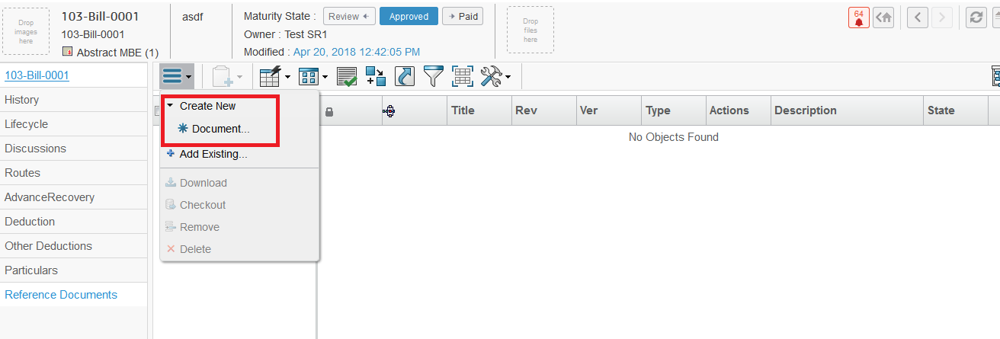 Drop
images
here
103-Bill-0001
103-Bill-0001
Abstract MBE (1)
asdf
Maturity State :
Review
Approved
Paid
Owner : Test SR1
Modified : Apr 20, 2018 12:42:05 PM
Drop
files
here
64
103-Bill-0001
History
Lifecycle
Discussions
Routes
AdvanceRecovery
Deduction
Other Deductions
Particulars
Reference Documents
Create New
Document...
Add Existing...
Download
Checkout
Remove
Delete
Title Rev Ver Type Actions Description State
No Objects Found